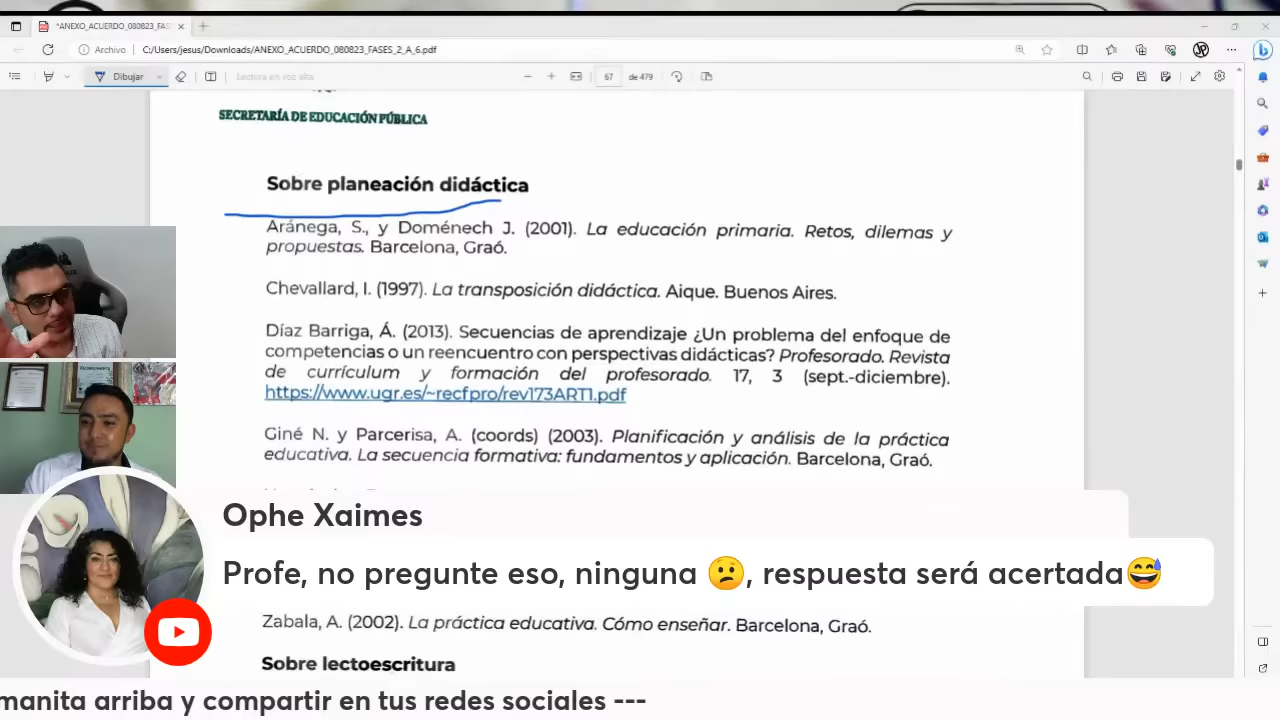 *ANEXO_ACUERDO_080823_FAS
Archivo
C:/Users/jesus/Downloads/ANEXO_ACUERDO_080823_FASES_2_A_6.pdf
Dibujar
Lectura en voz alta
67
de 479
SECRETARÍA DE EDUCACIÓN PÚBLICA
Sobre planeación didáctica
Aránega, S., y Doménech J. (2001). La educación primaria. Retos, dilemas y
propuestas. Barcelona, Graó.
Chevallard, I. (1997). La transposición didáctica. Aique. Buenos Aires.
Díaz Barriga, Á. (2013). Secuencias de aprendizaje ¿Un problema del enfoque de
competencias o un reencuentro con perspectivas didácticas? Profesorado. Revista
de currículum y formación del profesorado. 17, 3 (sept.-diciembre).
https://www.ugr.es/~recfpro/rev173ART1.pdf
Giné N. y Parcerisa, A. (coords) (2003). Planificación y análisis de la práctica
educativa. La secuencia formativa: fundamentos y aplicación. Barcelona, Graó.
Ophe Xaimes
Profe, no pregunte eso, ninguna 😕, respuesta será acertada😅
Zabala, A. (2002). La práctica educativa. Cómo enseñar. Barcelona, Graó.
Sobre lectoescritura
manita arriba y compartir en tus redes sociales ---